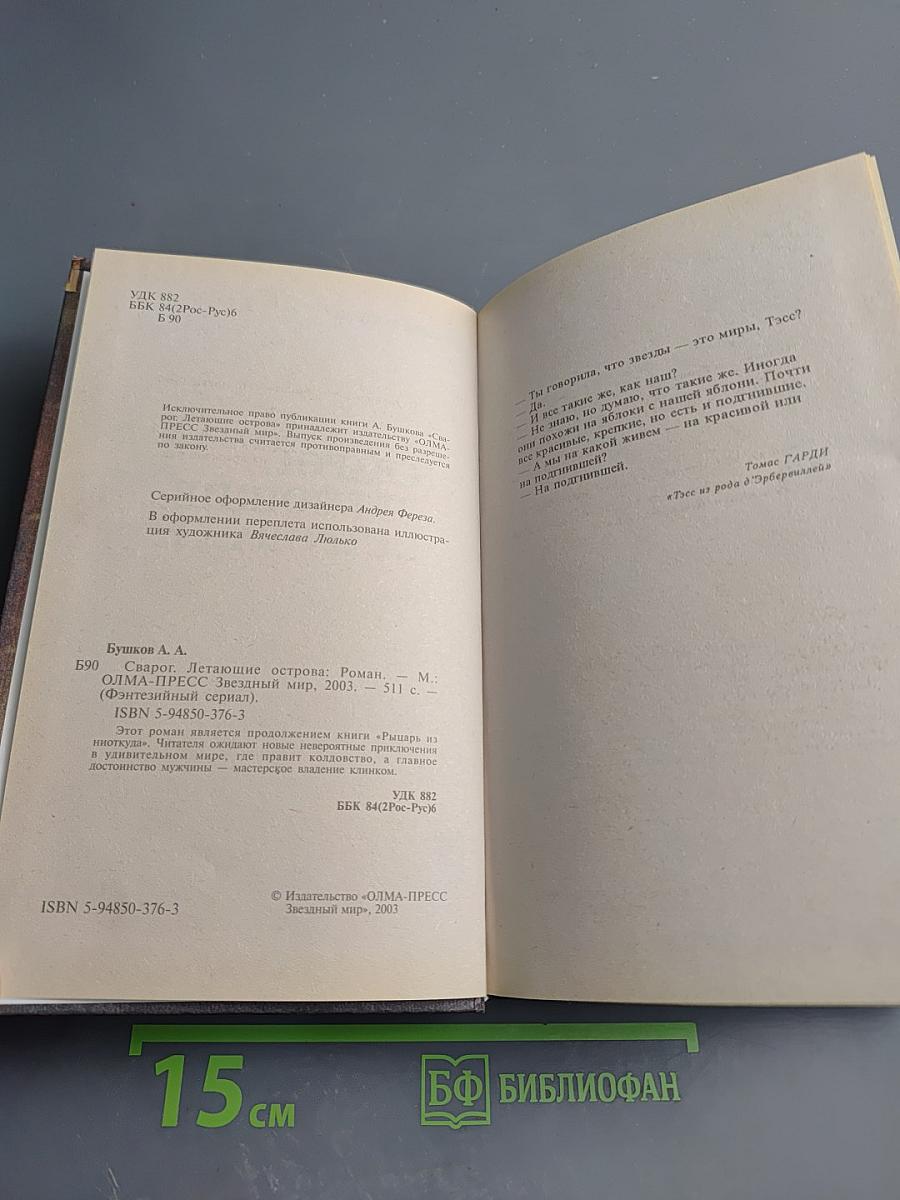 УДК 882
ББК 84(2Рос-Рус)6
Б 90
Исключительное право публикации книги А. Бушкова «Сва-
рог. Летающие острова» принадлежит издательству «ОЛМА-
ПРЕСС Звездный мир». Выпуск произведения без разреше-
ния издательства считается противоправным и преследуется
по закону.
Серийное оформление дизайнера Андрея Фереза.
В оформлении переплета использована иллюстра-
ция художника Вячеслава Люлько
Бушков А. А.
Б90 Сварог. Летающие острова: Роман. — М.:
ОЛМА-ПРЕСС Звездный мир, 2003. — 511 с. —
(Фэнтезийный сериал).
ISBN 5-94850-376-3
Этот роман является продолжением книги «Рыцарь из
ниоткуда». Читателя ожидают новые невероятные приключения
в удивительном мире, где правит колдовство, а главное
достоинство мужчины — мастерское владение клинком.
УДК 882
ББК 84(2Рос-Рус)6
ISBN 5-94850-376-3
© Издательство «ОЛМА-ПРЕСС
Звездный мир», 2003
— Ты говорила, что звезды — это миры, Тэсс?
— Да.
— И все такие же, как наш?
— Не знаю, но думаю, что такие же. Иногда
они похожи на яблоки с нашей яблони. Почти
все красивые, крепкие, но есть и подгнившие.
— А мы на какой живем — на красивой или
на подгнившей?
— На подгнившей.
Томас ГАРДИ
«Тэсс из рода д'Эрбервиллей»
15 см
БФ БИБЛИОФАН